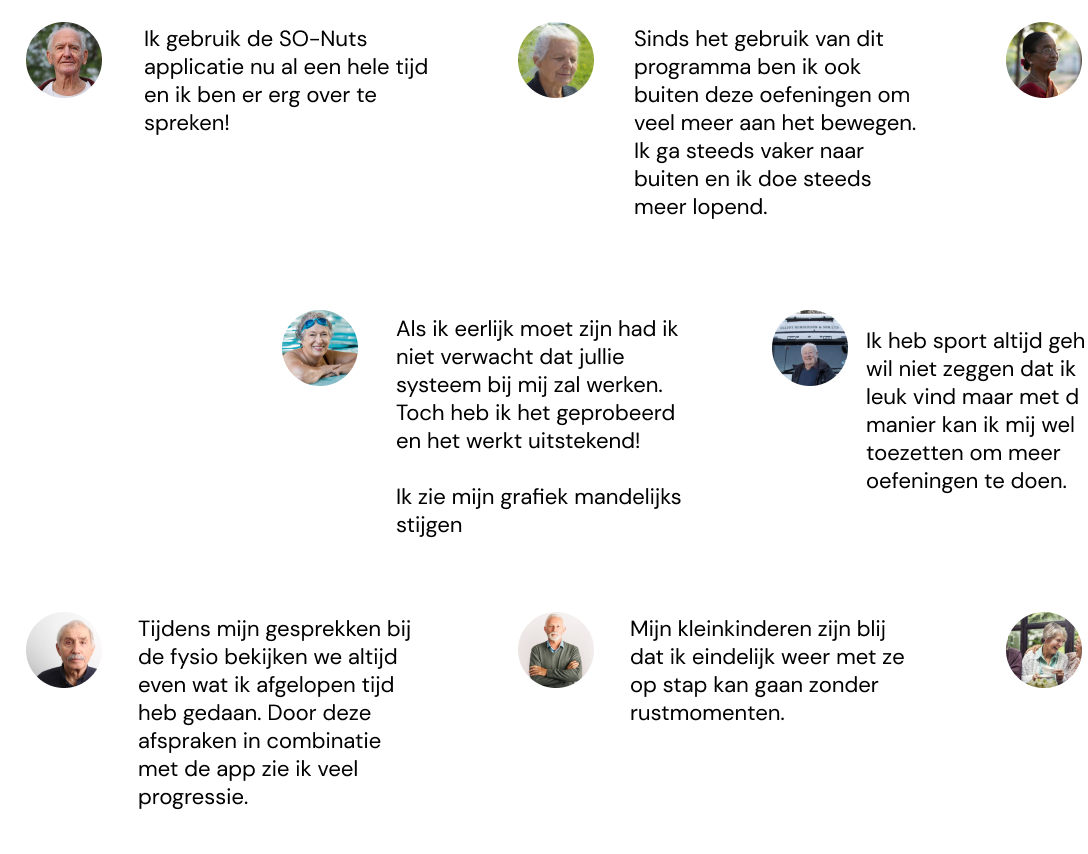 Ik gebruik de SO-Nuts
applicatie nu al een hele tijd
en ik ben er erg over te
spreken!
Sinds het gebruik van dit
programma ben ik ook
buiten deze oefeningen om
veel meer aan het bewegen.
Ik ga steeds vaker naar
buiten en ik doe steeds
meer lopend.
Als ik eerlijk moet zijn had ik
niet verwacht dat jullie
systeem bij mij zal werken.
Toch heb ik het geprobeerd
en het werkt uitstekend!
Ik zie mijn grafiek mandelijks
stijgen
Ik heb sport altijd geh
wil niet zeggen dat ik
leuk vind maar met d
manier kan ik mij wel
toezetten om meer
oefeningen te doen.
Tijdens mijn gesprekken bij
de fysio bekijken we altijd
even wat ik afgelopen tijd
heb gedaan. Door deze
afspraken in combinatie
met de app zie ik veel
progressie.
Mijn kleinkinderen zijn blij
dat ik eindelijk weer met ze
op stap kan gaan zonder
rustmomenten.